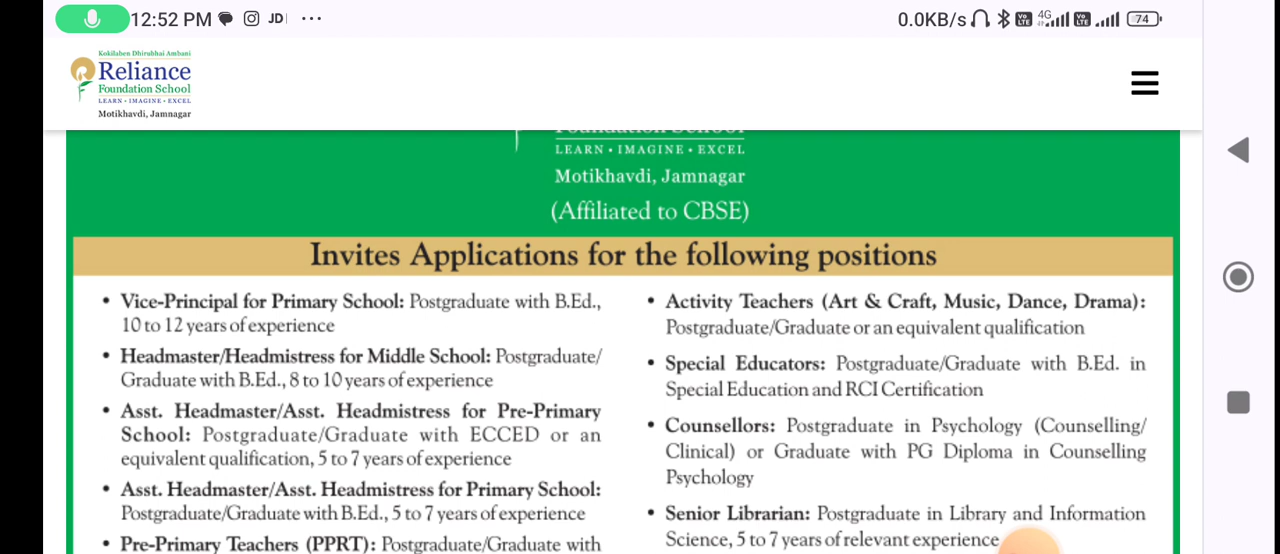 12:52 PM JD ...
0.0KB/s 4G 74
Kokilaben Dhirubhai Ambani
Reliance
Foundation School
LEARN • IMAGINE • EXCEL
Motikhavdi, Jamnagar
Foundation School
LEARN • IMAGINE • EXCEL
Motikhavdi, Jamnagar
(Affiliated to CBSE)
Invites Applications for the following positions
• Vice-Principal for Primary School: Postgraduate with B.Ed.,
10 to 12 years of experience
• Headmaster/Headmistress for Middle School: Postgraduate/
Graduate with B.Ed., 8 to 10 years of experience
• Asst. Headmaster/Asst. Headmistress for Pre-Primary
School: Postgraduate/Graduate with ECCED or an
equivalent qualification, 5 to 7 years of experience
• Asst. Headmaster/Asst. Headmistress for Primary School:
Postgraduate/Graduate with B.Ed., 5 to 7 years of experience
• Pre-Primary Teachers (PPRT): Postgraduate/Graduate with
• Activity Teachers (Art & Craft, Music, Dance, Drama):
Postgraduate/Graduate or an equivalent qualification
• Special Educators: Postgraduate/Graduate with B.Ed. in
Special Education and RCI Certification
• Counsellors: Postgraduate in Psychology (Counselling/
Clinical) or Graduate with PG Diploma in Counselling
Psychology
• Senior Librarian: Postgraduate in Library and Information
Science, 5 to 7 years of relevant experience